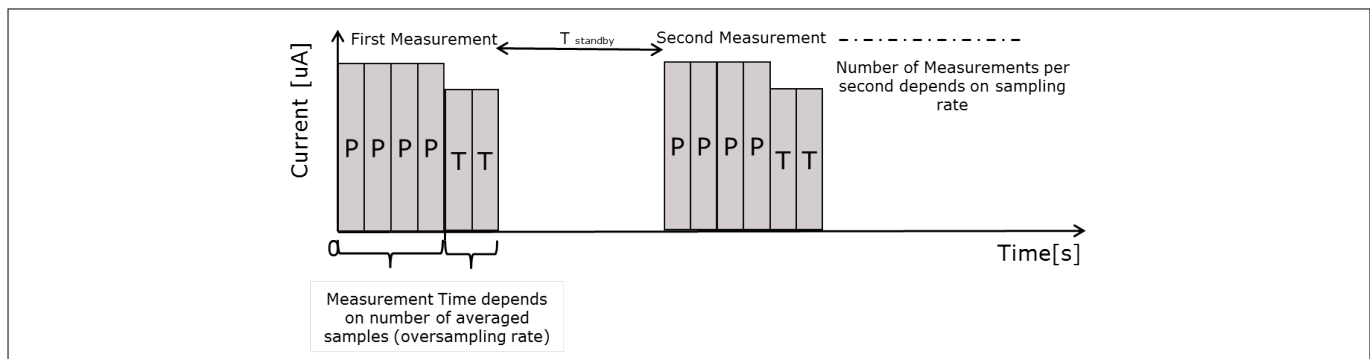 First Measurement
T standby
Second Measurement
Number of Measurements per
second depends on sampling
rate
Current [uA]
P P P P T T
P P P P T T
0
Time[s]
Measurement Time depends
on number of averaged
samples (oversampling rate)